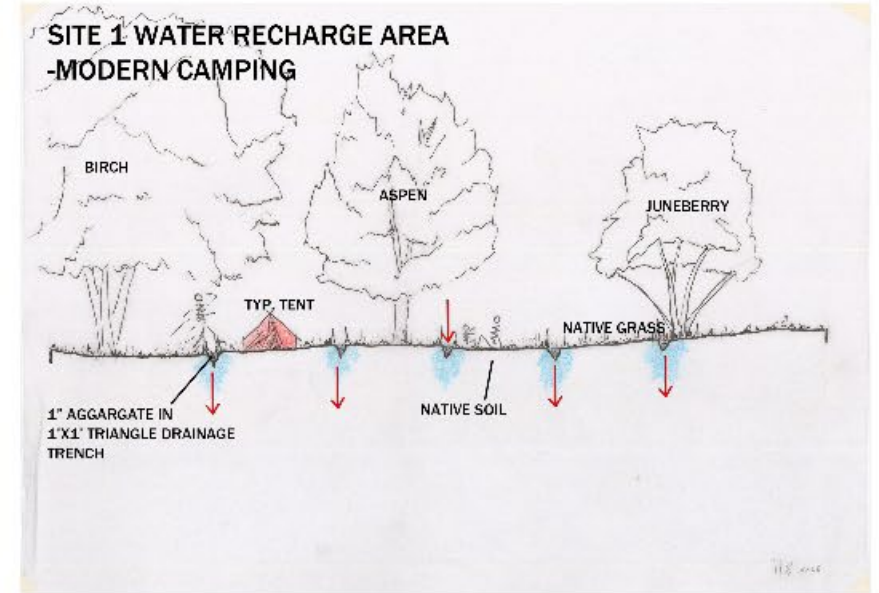 SITE 1 WATER RECHARGE AREA
-MODERN CAMPING
BIRCH
ASPEN
JUNEBERRY
TYP. TENT
NATIVE GRASS
NATIVE SOIL
1" AGGARGATE IN
1'X1' TRIANGLE DRAINAGE
TRENCH